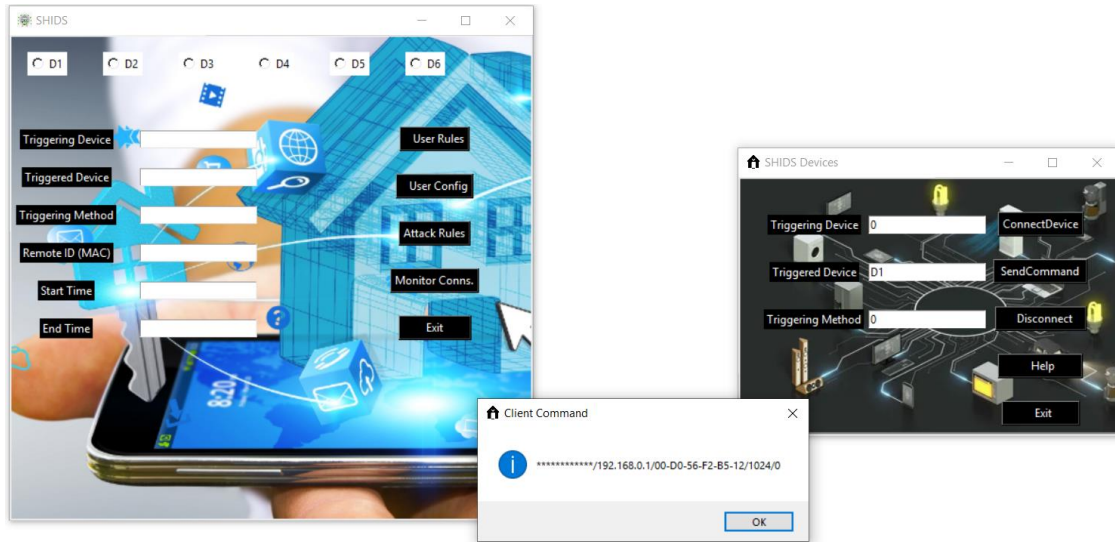 SHIDS
D1 D2 D3 D4 D5 D6
Triggering Device
User Rules
Triggered Device
User Config
Triggering Method
Attack Rules
Remote ID (MAC)
Monitor Conns.
Start Time
End Time
Exit
8:20
SHIDS Devices
Triggering Device 0 ConnectDevice
Triggered Device D1 SendCommand
Triggering Method 0 Disconnect
Help
Exit
Client Command
************/192.168.0.1/00-D0-56-F2-B5-12/1024/0
OK